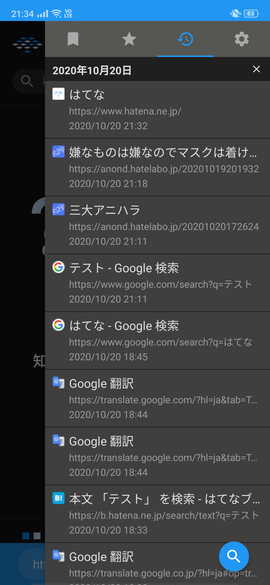 21:34
2020年10月20日
はてな
https://www.hatena.ne.jp/
2020/10/20 21:32
嫌なものは嫌なのでマスクは着け…
https://anond.hatelabo.jp/20201019201932
2020/10/20 21:18
三大アニハラ
https://anond.hatelabo.jp/20201020172624
2020/10/20 21:11
テスト - Google 検索
https://www.google.com/search?q=テスト
2020/10/20 21:11
はてな - Google 検索
https://www.google.com/search?q=はてな
2020/10/20 18:45
知
Google 翻訳
https://translate.google.com/?hl=ja&tab=T…
2020/10/20 18:44
Google 翻訳
https://translate.google.com/?hl=ja&tab=T…
2020/10/20 18:44
B!
本文 「テスト」 を検索 - はてなブ…
https://b.hatena.ne.jp/search/text?q=テスト
2020/10/20 18:33
Google 翻訳
https://translate.google.co.jp/?hl=ja#op=tr…
htt